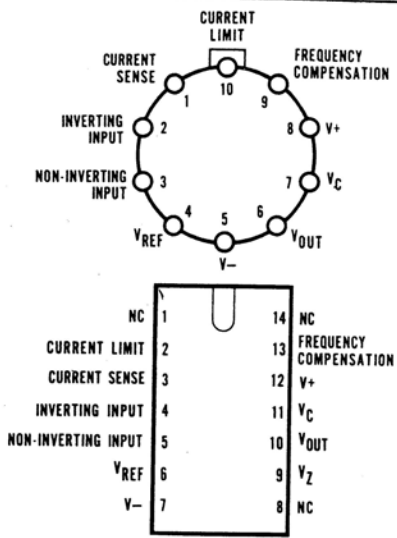 CURRENT
LIMIT
CURRENT
SENSE
FREQUENCY
COMPENSATION
10
1
9
INVERTING
INPUT
2
8
V+
NON-INVERTING
INPUT
3
7
VC
4
5
6
VREF
V–
VOUT
NC 1
14 NC
CURRENT LIMIT 2
13 FREQUENCY
COMPENSATION
CURRENT SENSE 3
12 V+
INVERTING INPUT 4
11 VC
NON-INVERTING INPUT 5
10 VOUT
VREF 6
9 VZ
V– 7
8 NC